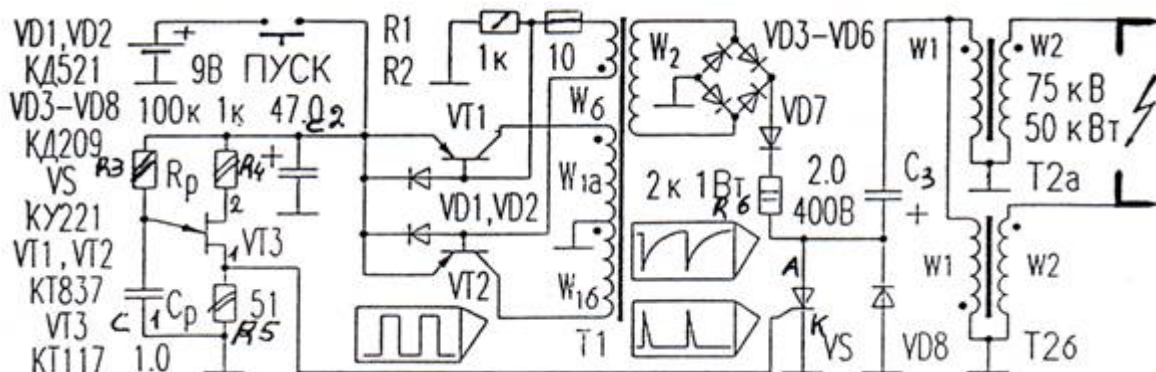 VD1,VD2 + R1 1к 10 W2 VD3-VD6 W1 W2
КД521 9В ПУСК R2 75 кВ
VD3-VD8 100к 1к 47.0 C2 VT1 Wб VD7 50 кВт
КД209 R3 Rр R4 + W1а 2к 1Вт 2.0 C3 T2а
VS 2 VD1,VD2 R6 400В +
КУ221 VT3 1 А
VT1,VT2 VT2 W1б W1 W2
КТ837 C 1 Cр 51 К
VT3 R5 T1 VS VD8 T2б
КТ117 1.0